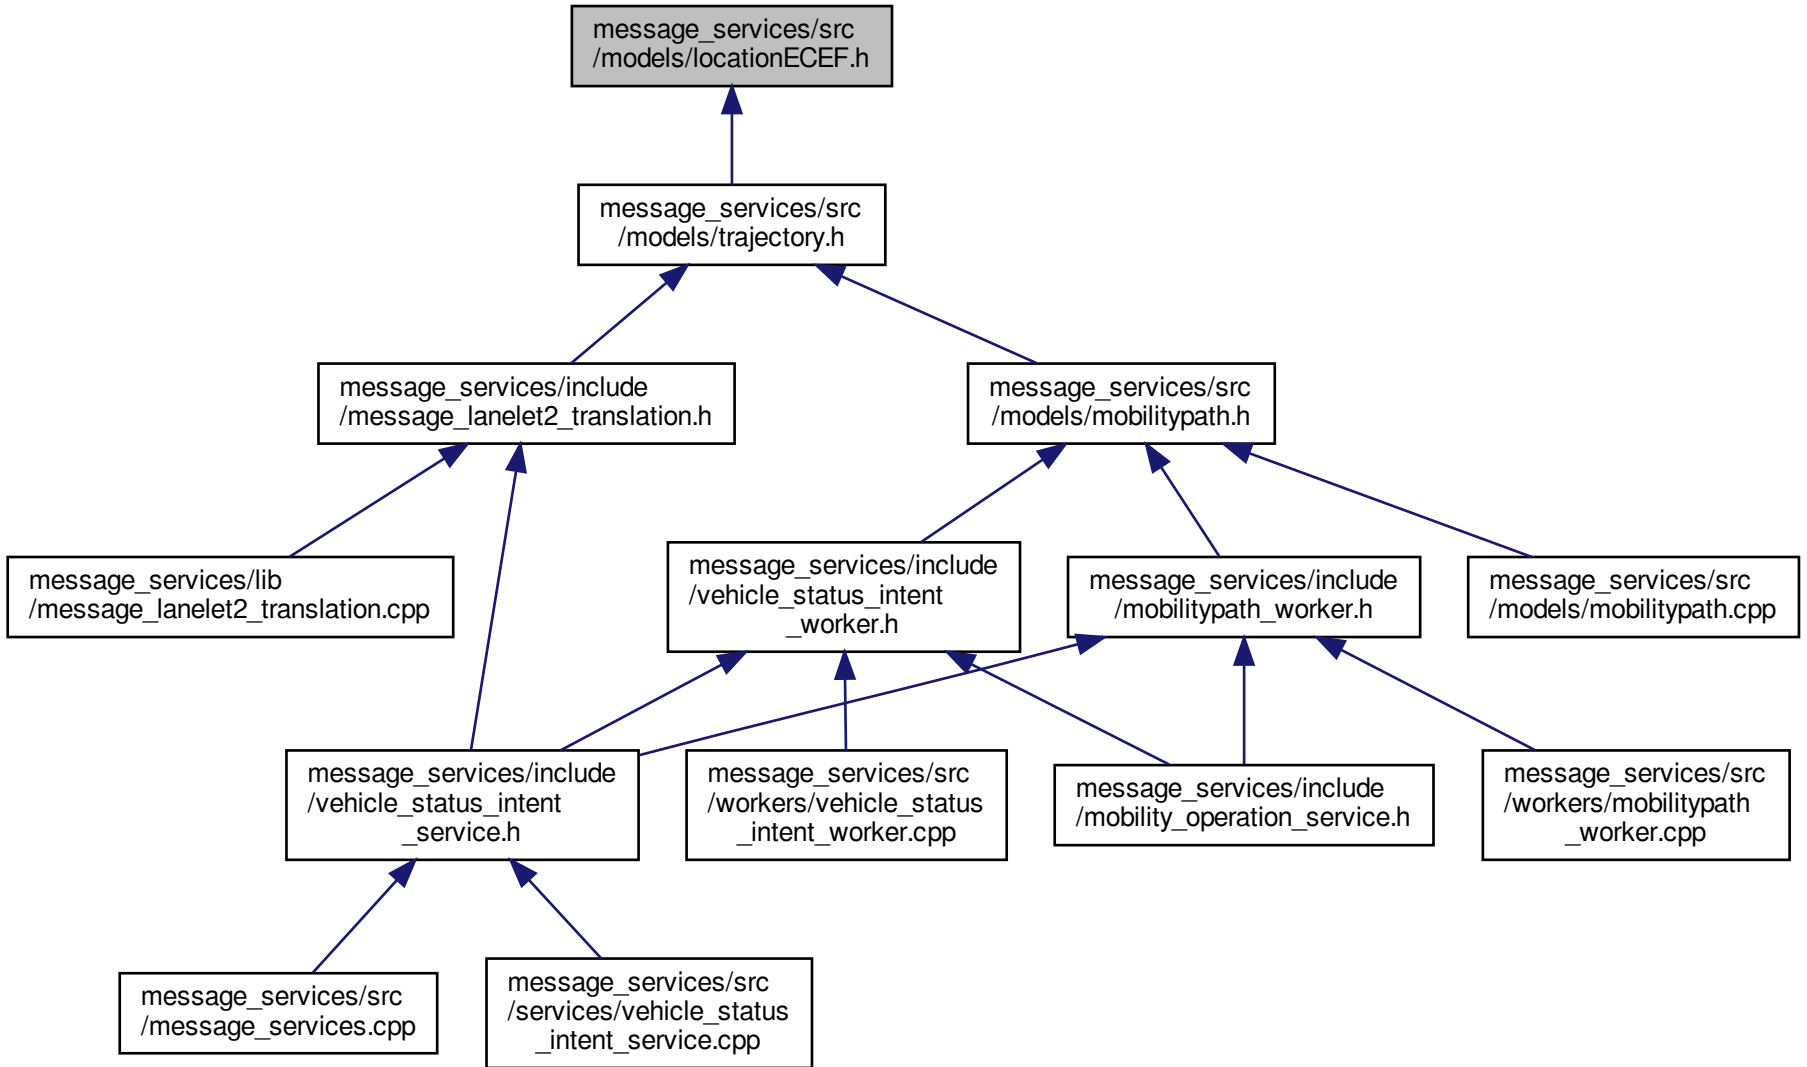 message_services/src
/models/locationECEF.h
message_services/src
/models/trajectory.h
message_services/include
/message_lanelet2_translation.h
message_services/src
/models/mobilitypath.h
message_services/lib
/message_lanelet2_translation.cpp
message_services/include
/vehicle_status_intent
_worker.h
message_services/include
/mobilitypath_worker.h
message_services/src
/models/mobilitypath.cpp
message_services/include
/vehicle_status_intent
_service.h
message_services/src
/workers/vehicle_status
_intent_worker.cpp
message_services/include
/mobility_operation_service.h
message_services/src
/workers/mobilitypath
_worker.cpp
message_services/src
/message_services.cpp
message_services/src
/services/vehicle_status
_intent_service.cpp